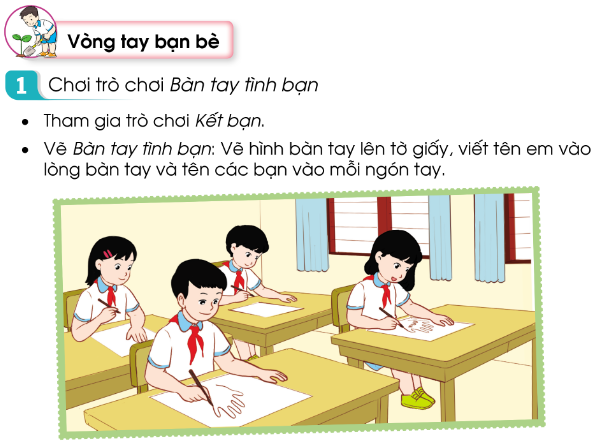 Vòng tay bạn bè
1 Chơi trò chơi Bàn tay tình bạn
• Tham gia trò chơi Kết bạn.
• Vẽ Bàn tay tình bạn: Vẽ hình bàn tay lên tờ giấy, viết tên em vào
lòng bàn tay và tên các bạn vào mỗi ngón tay.